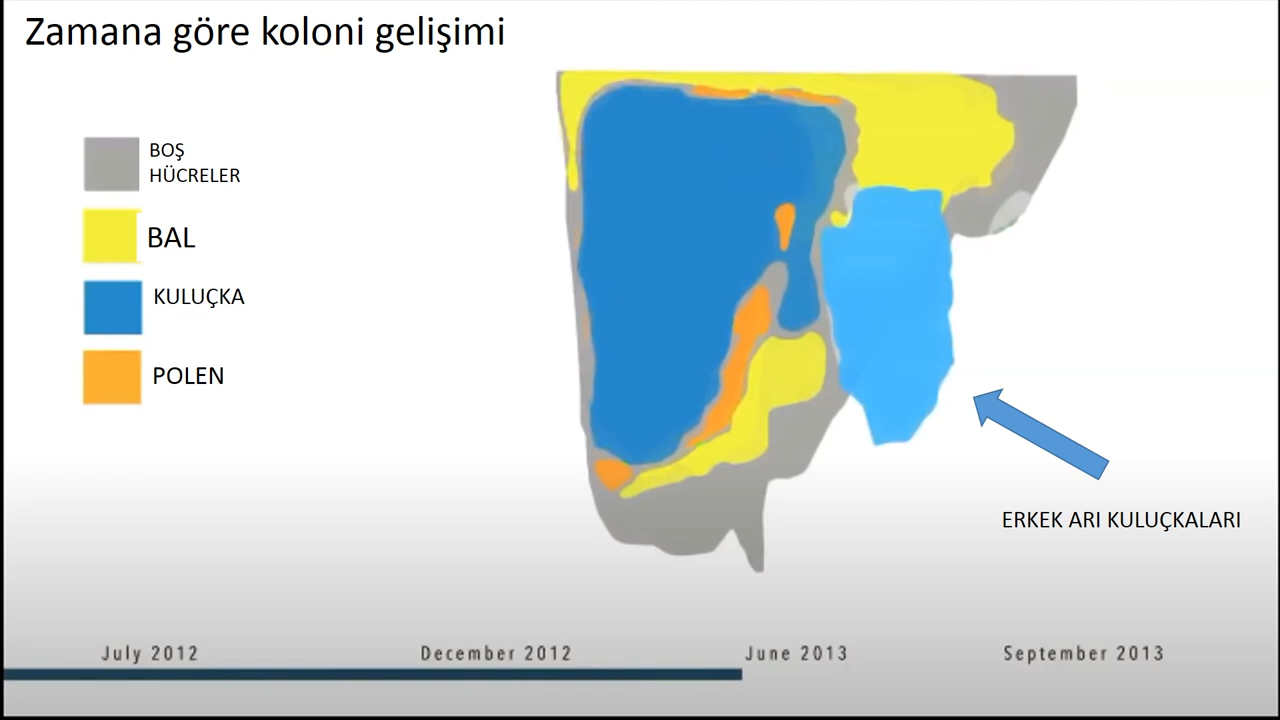 Zamana göre koloni gelişimi
BOŞ
HÜCRELER
BAL
KULUÇKA
POLEN
ERKEK ARI KULUÇKALARI
July 2012
December 2012
June 2013
September 2013